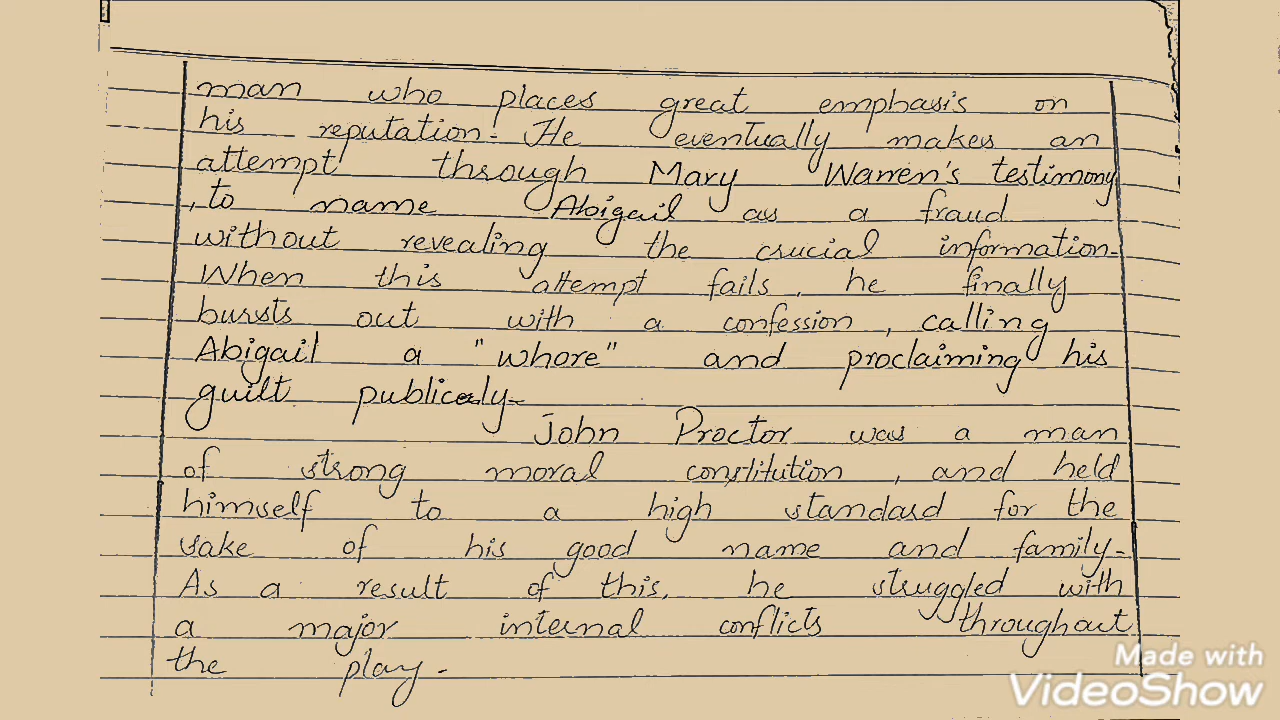 man who places great emphasis on
his reputation. He eventually makes an
attempt through Mary Warren's testimony
, to name Abigail as a fraud
without revealing the crucial information.
When this attempt fails, he finally
bursts out with a confession, calling
Abigail a "whore" and proclaiming his
guilt publically.
John Proctor was a man
of strong moral constitution, and held
himself to a high standard for the
sake of his good name and family.
As a result of this, he struggled with
a major internal conflicts throughout
the play.
Made with
VideoShow